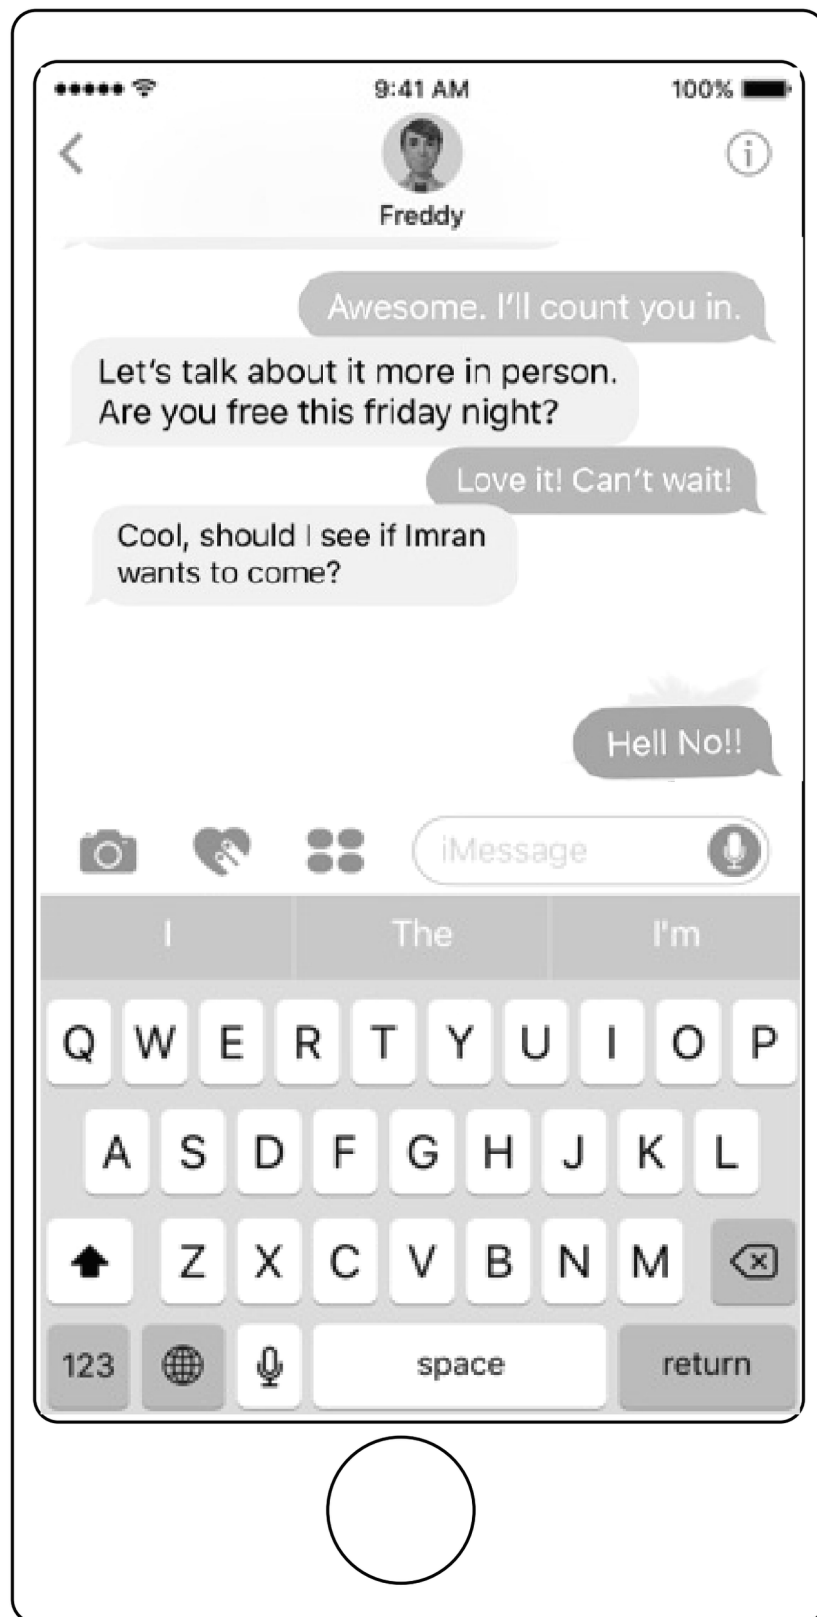 9:41 AM
100%
Freddy
Awesome. I'll count you in.
Let's talk about it more in person.
Are you free this friday night?
Love it! Can't wait!
Cool, should I see if Imran
wants to come?
Hell No!!
iMessage
I The I'm
Q W E R T Y U I O P
A S D F G H J K L
Z X C V B N M
123 space return